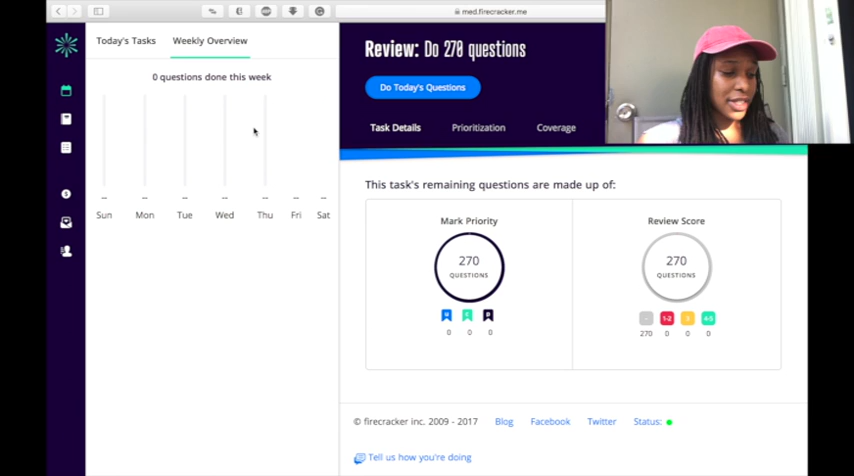 med.firecracker.me
Today's Tasks
Weekly Overview
0 questions done this week
-- -- -- -- -- -- --
Sun Mon Tue Wed Thu Fri Sat
Review: Do 270 questions
Do Today's Questions
Task Details
Prioritization
Coverage
This task's remaining questions are made up of:
Mark Priority
270
QUESTIONS
0 0 0
Review Score
270
QUESTIONS
- 1-2 3 4-5
270 0 0 0
© firecracker inc. 2009 - 2017
Blog
Facebook
Twitter
Status:
Tell us how you're doing